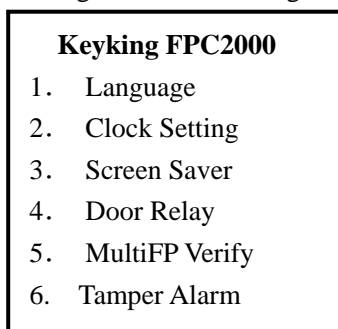 Keyking FPC2000
1. Language
2. Clock Setting
3. Screen Saver
4. Door Relay
5. MultiFP Verify
6. Tamper Alarm